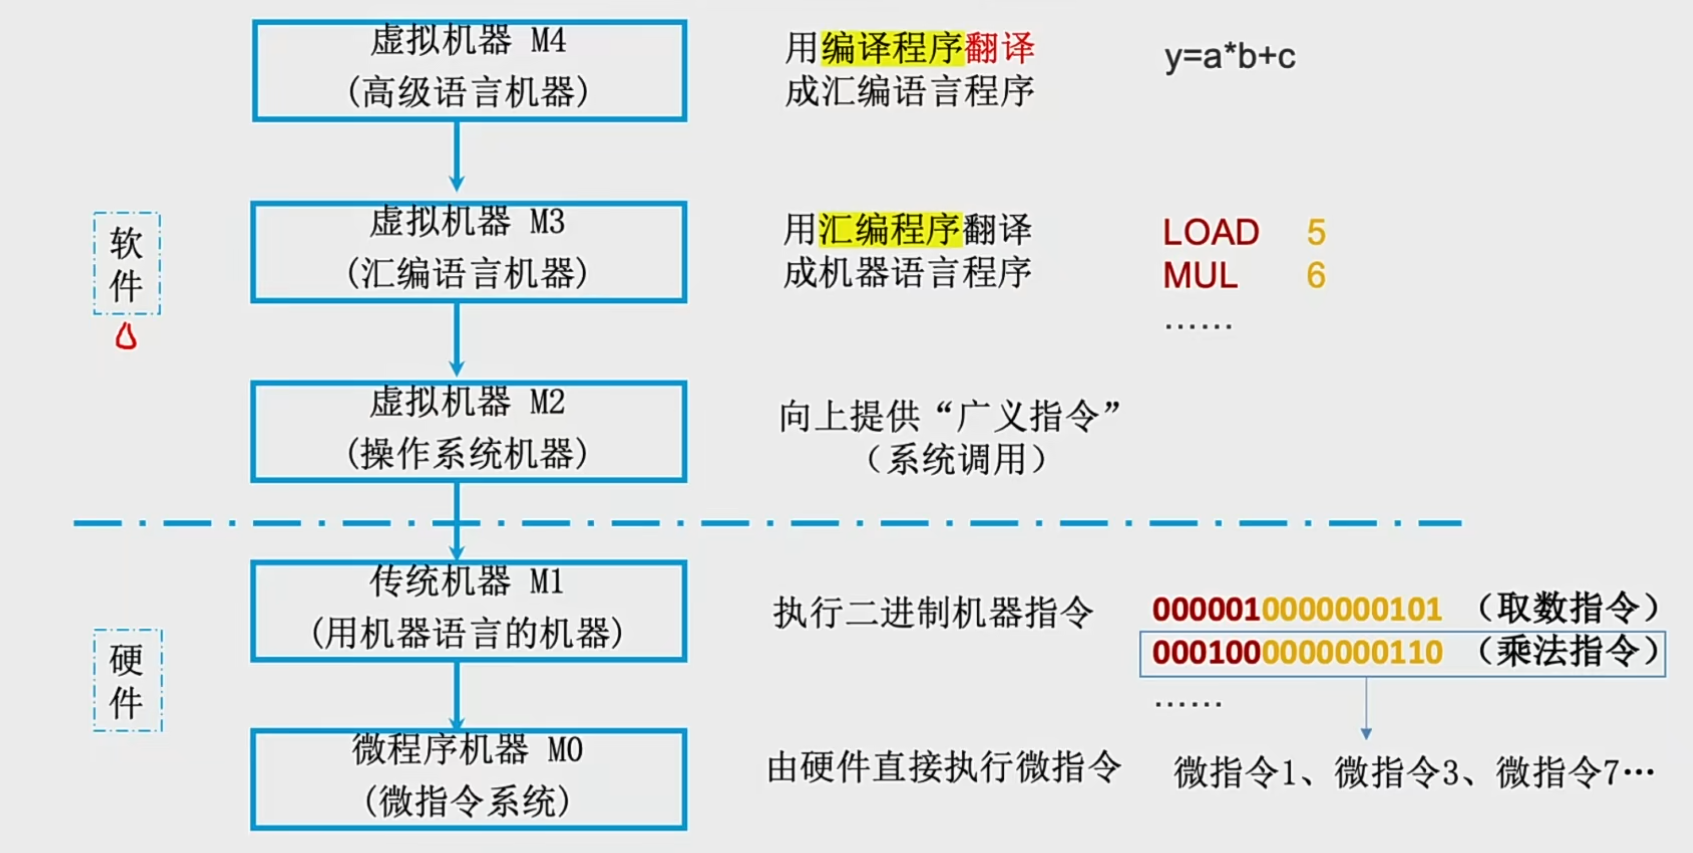 虚拟机器 M4
(高级语言机器)
用编译程序翻译
成汇编语言程序
y=a*b+c
软
件
虚拟机器 M3
(汇编语言机器)
用汇编程序翻译
成机器语言程序
LOAD 5
MUL 6
……
虚拟机器 M2
(操作系统机器)
向上提供“广义指令”
（系统调用）
硬
件
传统机器 M1
(用机器语言的机器)
执行二进制机器指令
0000010000000101 （取数指令）
0001000000000110 （乘法指令）
……
微程序机器 M0
(微指令系统)
由硬件直接执行微指令
微指令1、微指令3、微指令7…